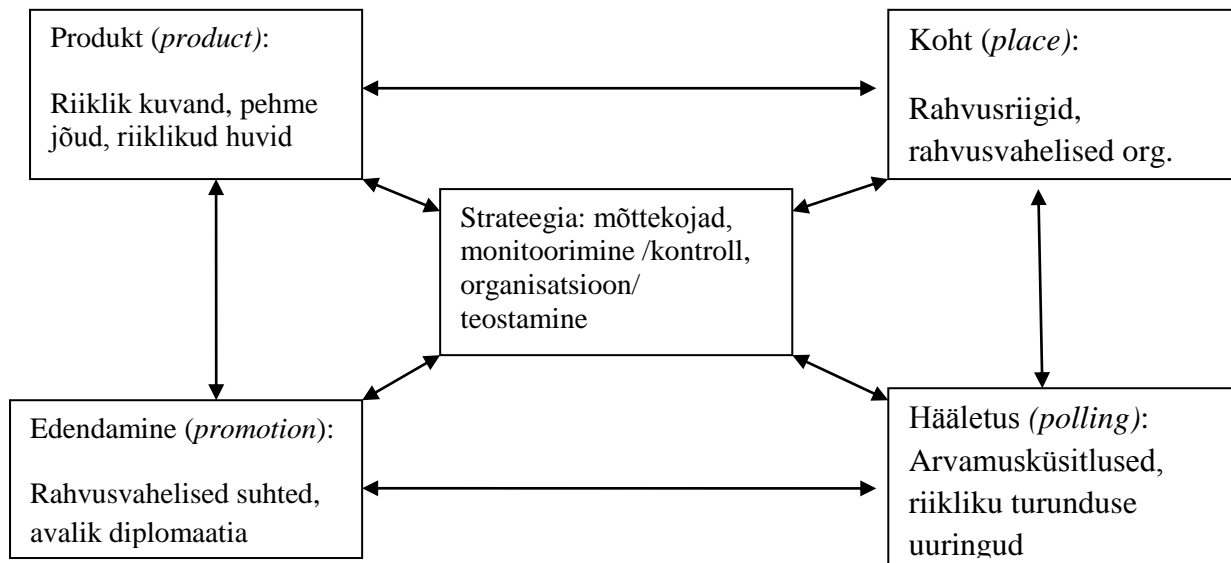 Produkt (product):
Riiklik kuvand, pehme
jõud, riiklikud huvid
Koht (place):
Rahvusriigid,
rahvusvahelised org.
Strateegia: mõttekojad,
monitoorimine /kontroll,
organisatsioon/
teostamine
Edendamine (promotion):
Rahvusvahelised suhted,
avalik diplomaatia
Hääletus (polling):
Arvamusküsitlused,
riikliku turunduse
uuringud